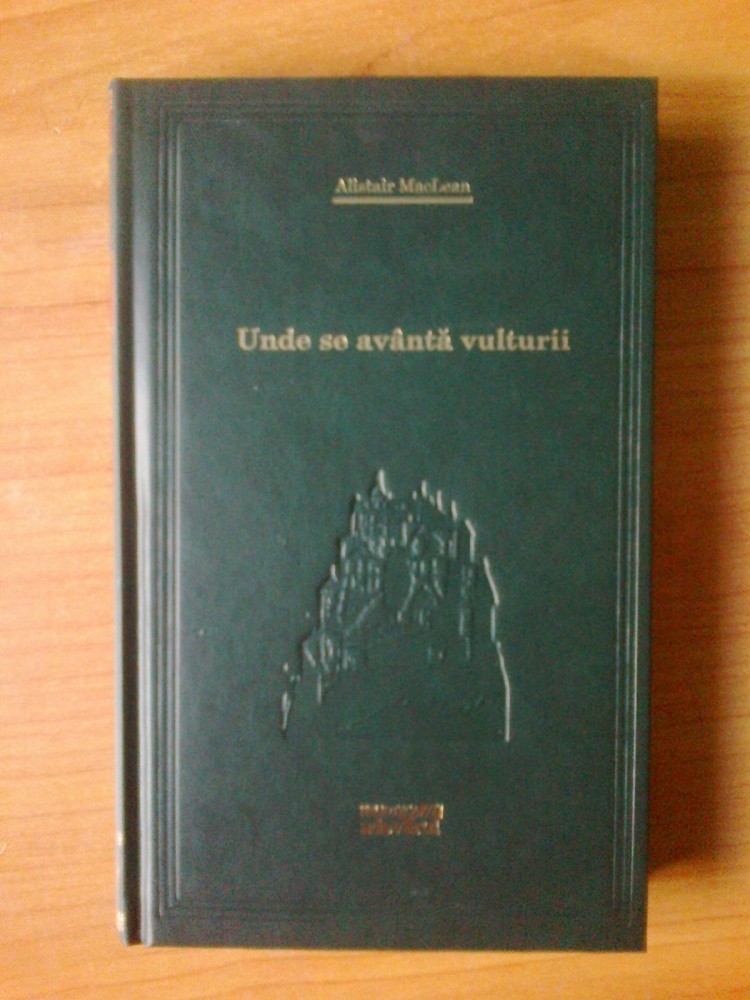 Alistair MacLean
Unde se avântă vulturii